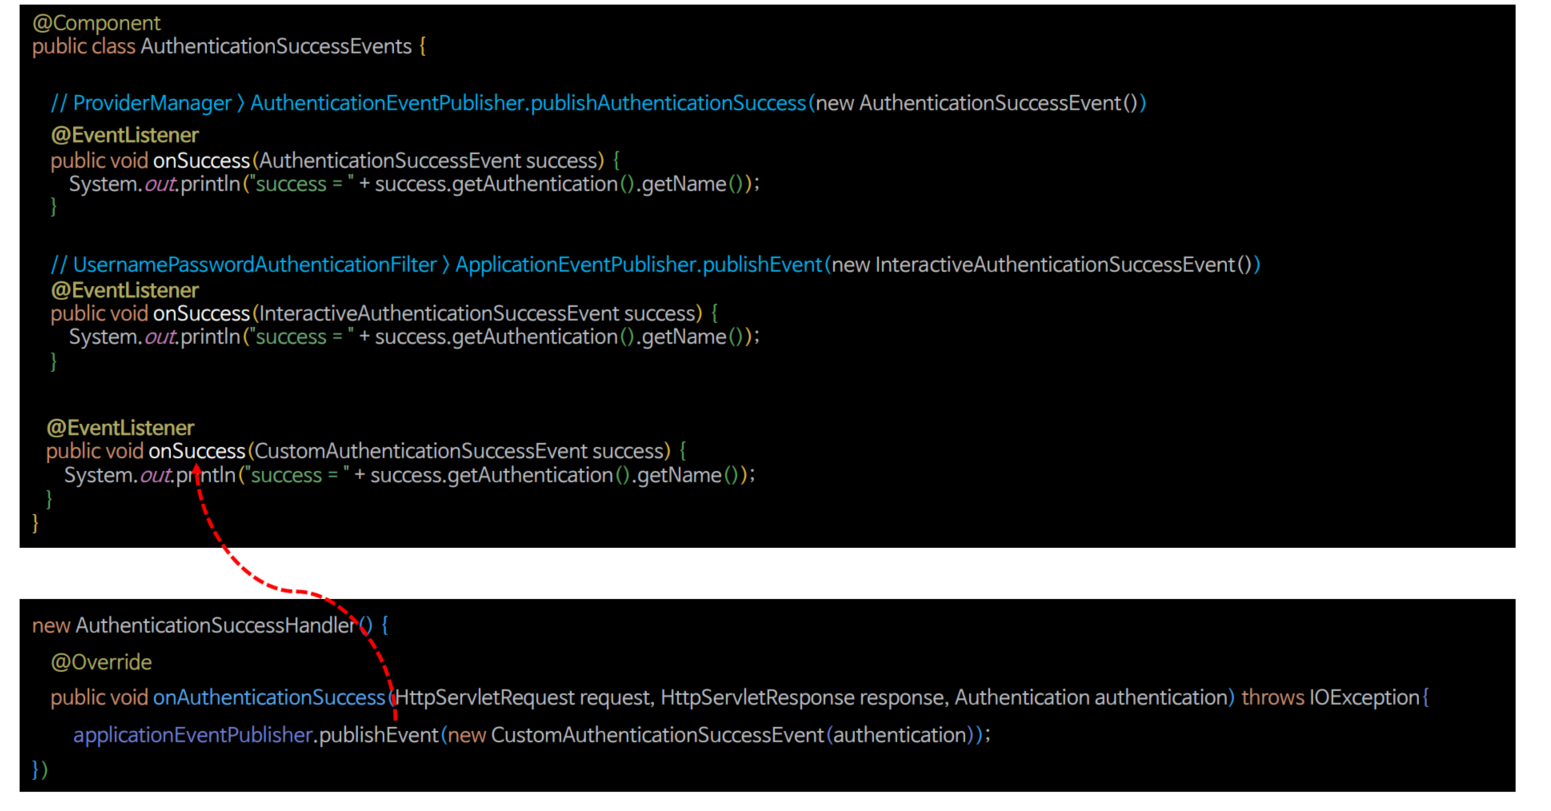 @Component
public class AuthenticationSuccessEvents {
// ProviderManager 〉 AuthenticationEventPublisher.publishAuthenticationSuccess(new AuthenticationSuccessEvent())
@EventListener
public void onSuccess(AuthenticationSuccessEvent success) {
System.out.println("success = " + success.getAuthentication().getName());
}
// UsernamePasswordAuthenticationFilter 〉 ApplicationEventPublisher.publishEvent(new InteractiveAuthenticationSuccessEvent())
@EventListener
public void onSuccess(InteractiveAuthenticationSuccessEvent success) {
System.out.println("success = " + success.getAuthentication().getName());
}
@EventListener
public void onSuccess(CustomAuthenticationSuccessEvent success) {
System.out.println("success = " + success.getAuthentication().getName());
}
}
new AuthenticationSuccessHandler() {
@Override
public void onAuthenticationSuccess(HttpServletRequest request, HttpServletResponse response, Authentication authentication) throws IOException{
applicationEventPublisher.publishEvent(new CustomAuthenticationSuccessEvent(authentication));
})